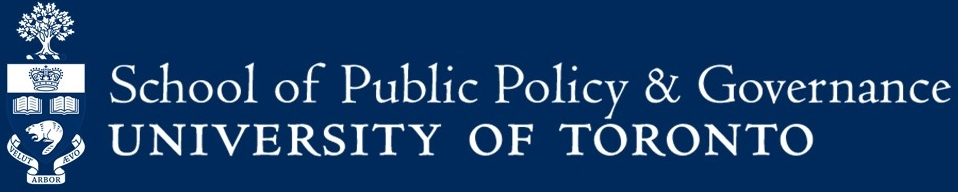 School of Public Policy & Governance
UNIVERSITY OF TORONTO
VELUT ARBOR ÆVO